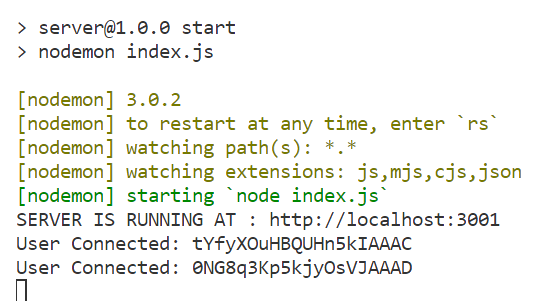 > server@1.0.0 start
> nodemon index.js
[nodemon] 3.0.2
[nodemon] to restart at any time, enter `rs`
[nodemon] watching path(s): *.*
[nodemon] watching extensions: js,mjs,cjs,json
[nodemon] starting `node index.js`
SERVER IS RUNNING AT : http://localhost:3001
User Connected: tYfyXOuHBQUHn5kIAAAC
User Connected: 0NG8q3Kp5kjyOsVJAAAD